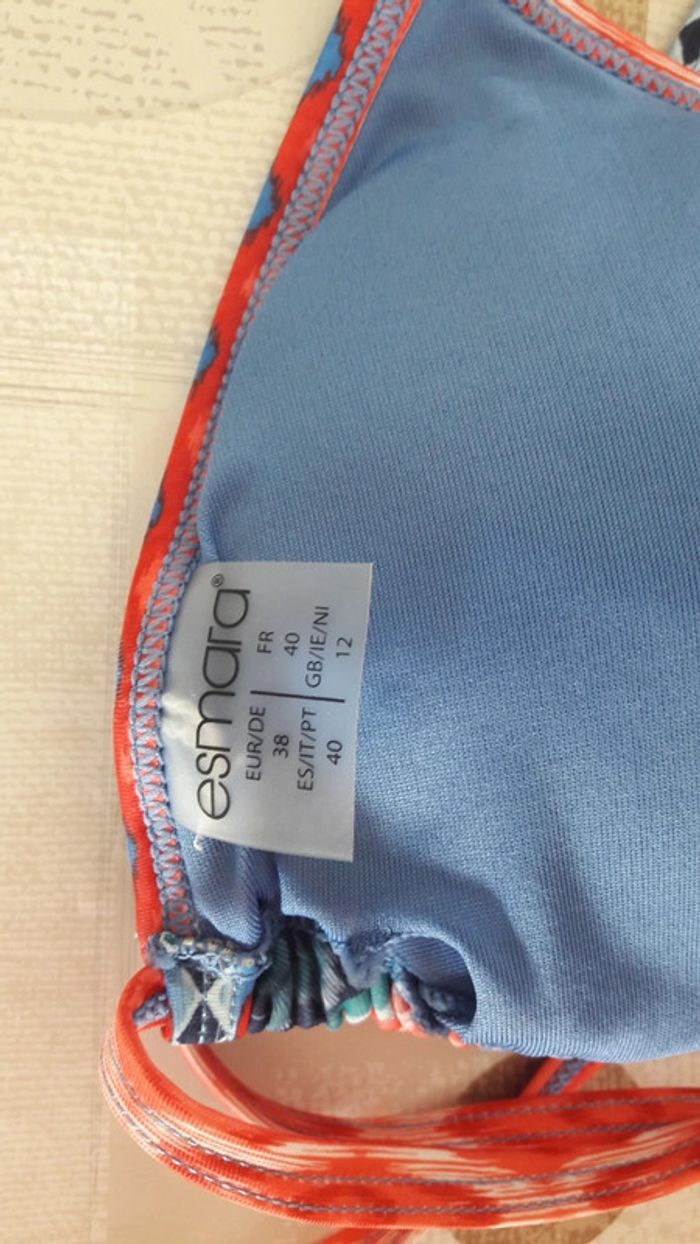 esmara®
EUR/DE FR
38 40
ES/IT/PT GB/IE/NI
40 12